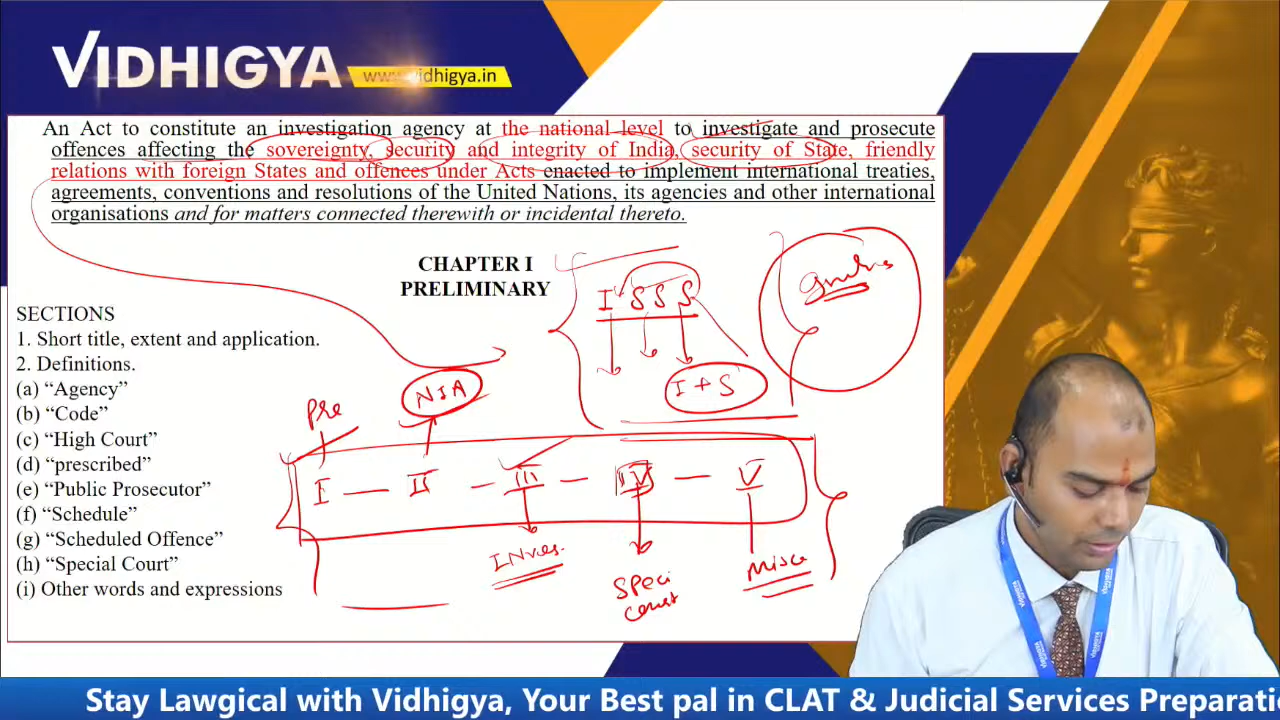 VIDHIGYA
www.vidhigya.in
An Act to constitute an investigation agency at the national level to investigate and prosecute
offences affecting the sovereignty, security and integrity of India, security of State, friendly
relations with foreign States and offences under Acts enacted to implement international treaties,
agreements, conventions and resolutions of the United Nations, its agencies and other international
organisations and for matters connected therewith or incidental thereto.
CHAPTER I
PRELIMINARY
I S S S
I + S
SECTIONS
1. Short title, extent and application.
2. Definitions.
(a) “Agency”
(b) “Code”
(c) “High Court”
(d) “prescribed”
(e) “Public Prosecutor”
(f) “Schedule”
(g) “Scheduled Offence”
(h) “Special Court”
(i) Other words and expressions
Pre
NIA
I — II – III – IV — V
INves.
Speci
court
Misce
Stay Lawgical with Vidhigya, Your Best pal in CLAT & Judicial Services Preparati